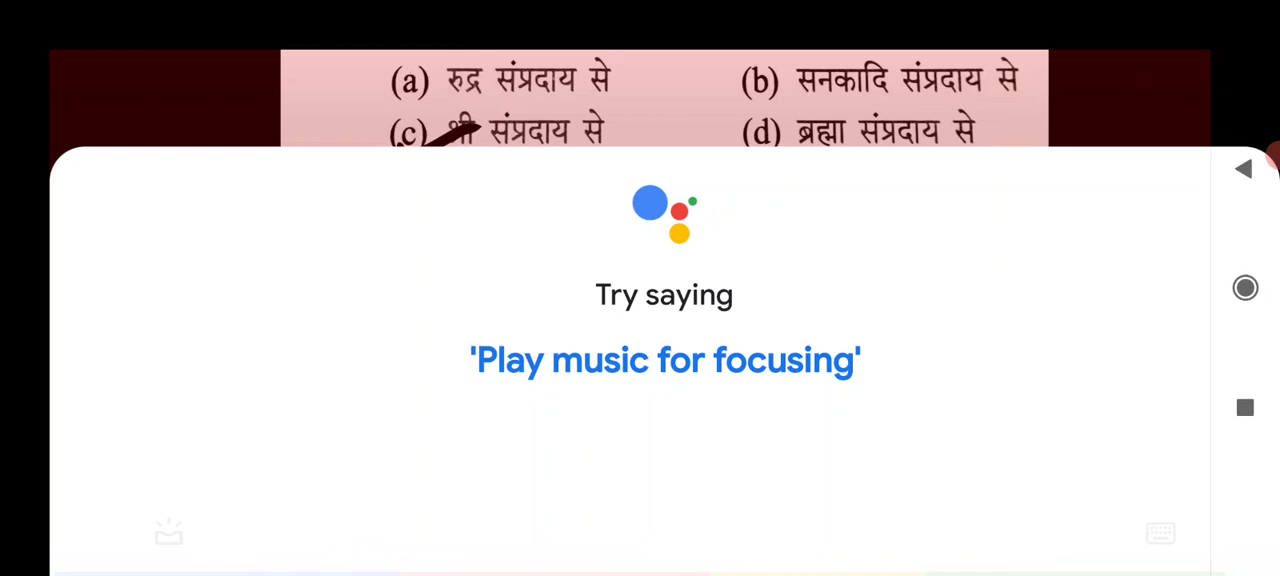 (a) रुद्र संप्रदाय से (b) सनकादि संप्रदाय से
(c) श्री संप्रदाय से (d) ब्रह्मा संप्रदाय से
Try saying
'Play music for focusing'